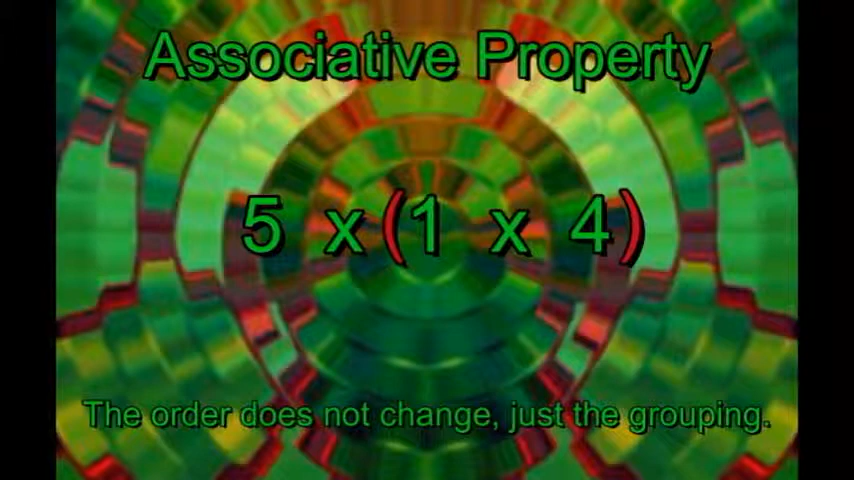 Associative Property
5 x (1 x 4)
The order does not change, just the grouping.